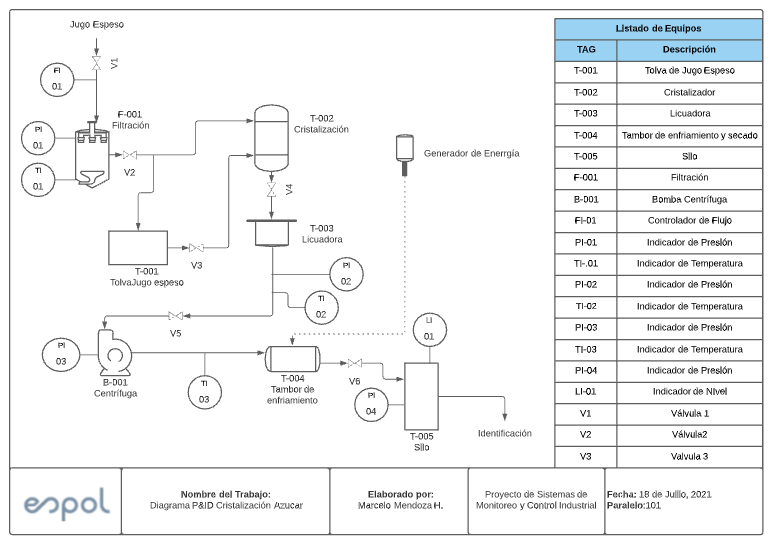 Jugo Espeso
V1
FI
01
F-001
Filtración
PI
01
TI
01
V2
T-002
Cristalización
Generador de Enerrgía
V4
T-003
Licuadora
V3
T-001
TolvaJugo espeso
PI
02
TI
02
V5
LI
01
PI
03
B-001
Centrífuga
TI
03
T-004
Tambor de
enfriamiento
V6
PI
04
T-005
SIlo
Identificación
Listado de Equipos
TAG Descripción
T-001 Tolva de Jugo Espeso
T-002 Cristalizador
T-003 Licuadora
T-004 Tambor de enfriamiento y secado
T-005 SIlo
F-001 Filtración
B-001 Bomba Centrífuga
FI-01 Controlador de Flujo
PI-01 Indicador de Presión
TI-.01 Indicador de Temperatura
PI-02 Indicador de Presión
TI-02 Indicador de Temperatura
PI-03 Indicador de Presión
TI-03 Indicador de Temperatura
PI-04 Indicador de Presión
LI-01 Indicador de Nivel
V1 Válvula 1
V2 Válvula2
V3 Valvula 3
espol
Nombre del Trabajo:
Diagrama P&ID Cristalización Azucar
Elaborado por:
Marcelo Mendoza H.
Proyecto de Sistemas de
Monitoreo y Control Industrial
Fecha: 18 de Juliio, 2021
Paralelo:101